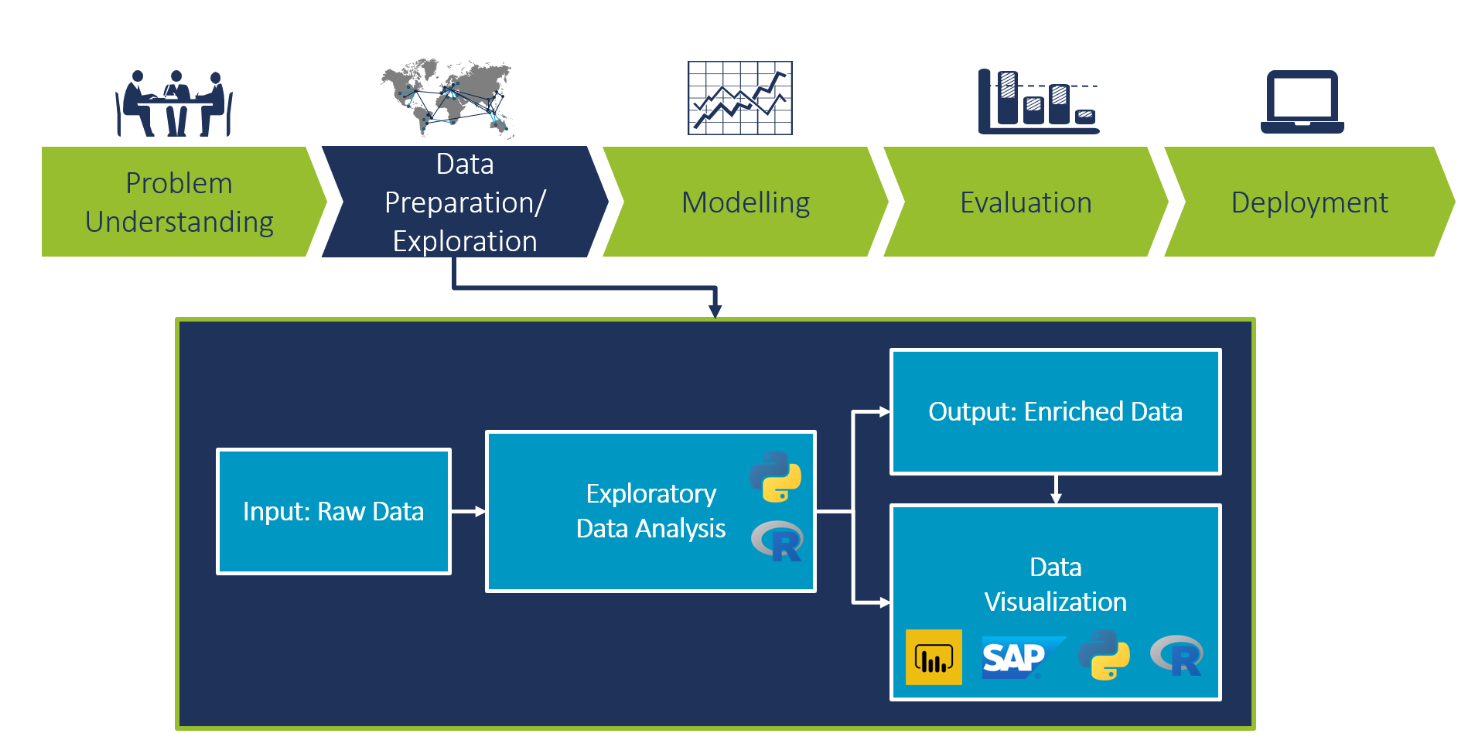 Problem
Understanding
Data
Preparation/
Exploration
Modelling
Evaluation
Deployment
Input: Raw Data
Exploratory
Data Analysis
R
Output: Enriched Data
Data
Visualization
SAP
R